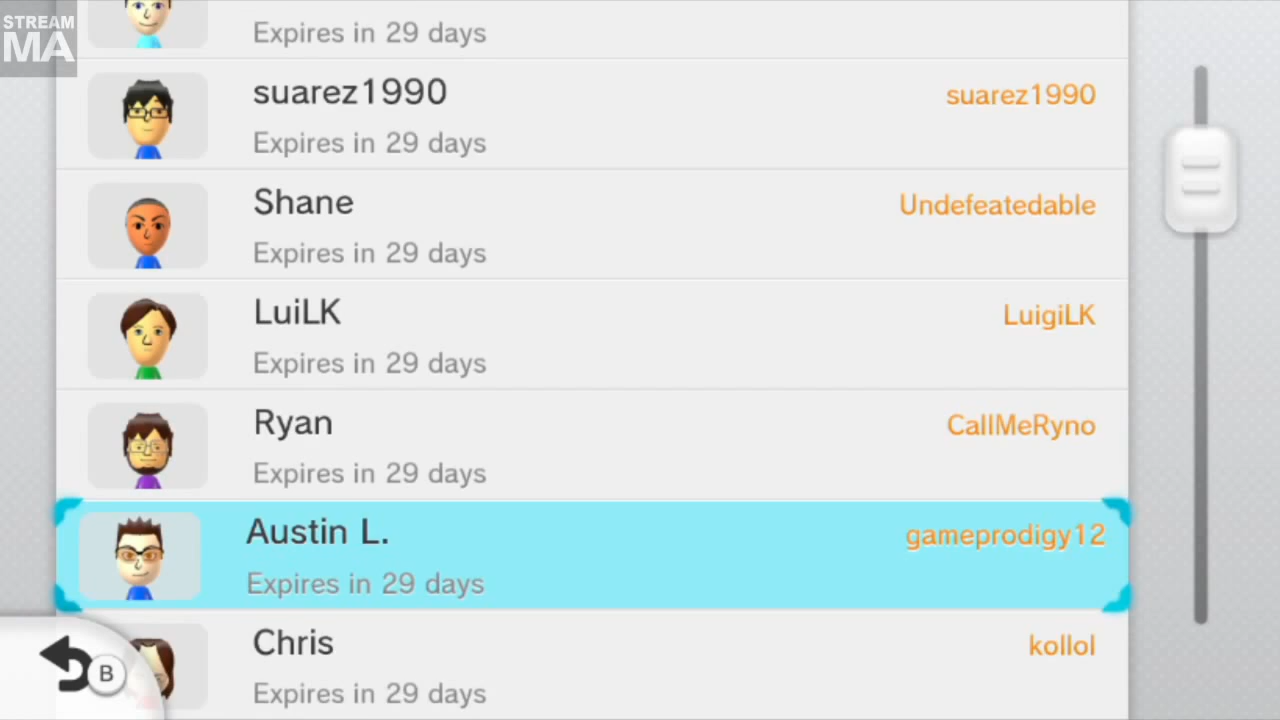 STREAM
MA
Expires in 29 days
suarez1990
suarez1990
Expires in 29 days
Shane
Undefeatedable
Expires in 29 days
LuiLK
LuigiLK
Expires in 29 days
Ryan
CallMeRyno
Expires in 29 days
Austin L.
gameprodigy12
Expires in 29 days
Chris
kollol
Expires in 29 days
B